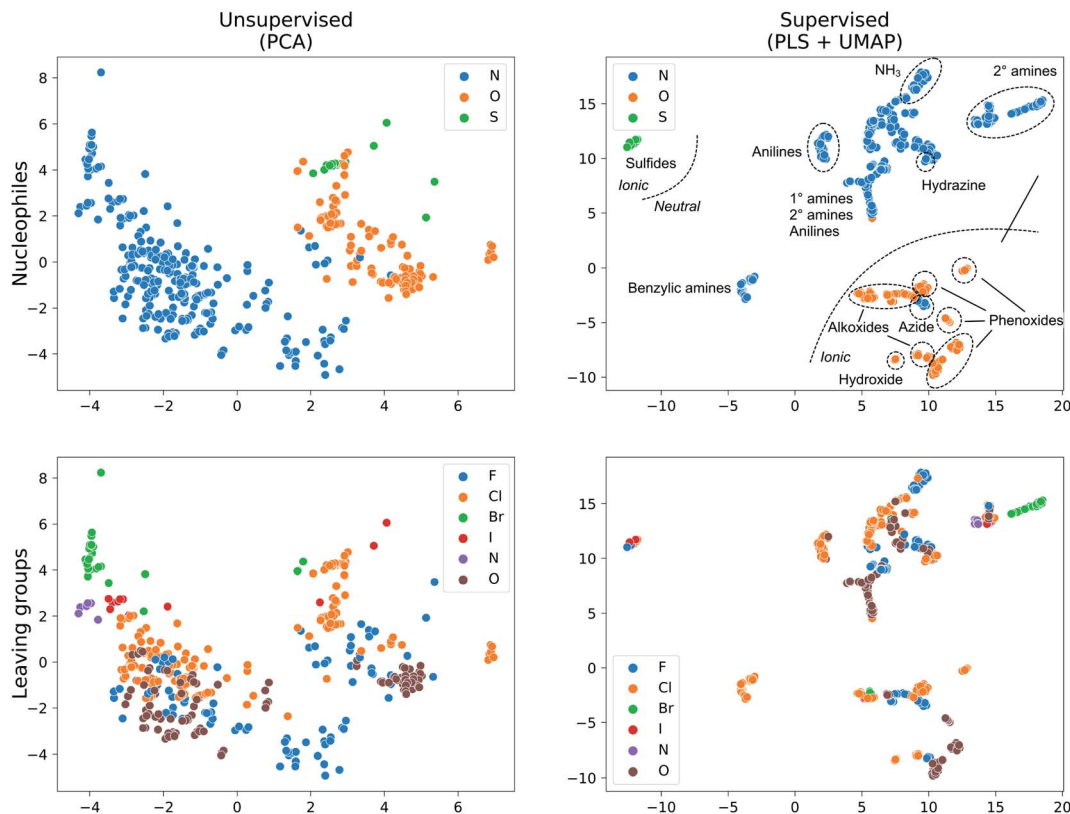 Unsupervised
(PCA)
Supervised
(PLS + UMAP)
Nucleophiles
8
6
4
2
0
−2
−4
−4
−2
0
2
4
6
N
O
S
15
10
5
0
−5
−10
−10
−5
0
5
10
15
20
N
O
S
NH₃
2° amines
Sulfides
Ionic
Neutral
Anilines
Hydrazine
1° amines
2° amines
Anilines
Benzylic amines
Alkoxides
Azide
Phenoxides
Ionic
Hydroxide
Leaving groups
8
6
4
2
0
−2
−4
−4
−2
0
2
4
6
F
Cl
Br
I
N
O
15
10
5
0
−5
−10
−10
−5
0
5
10
15
20
F
Cl
Br
I
N
O